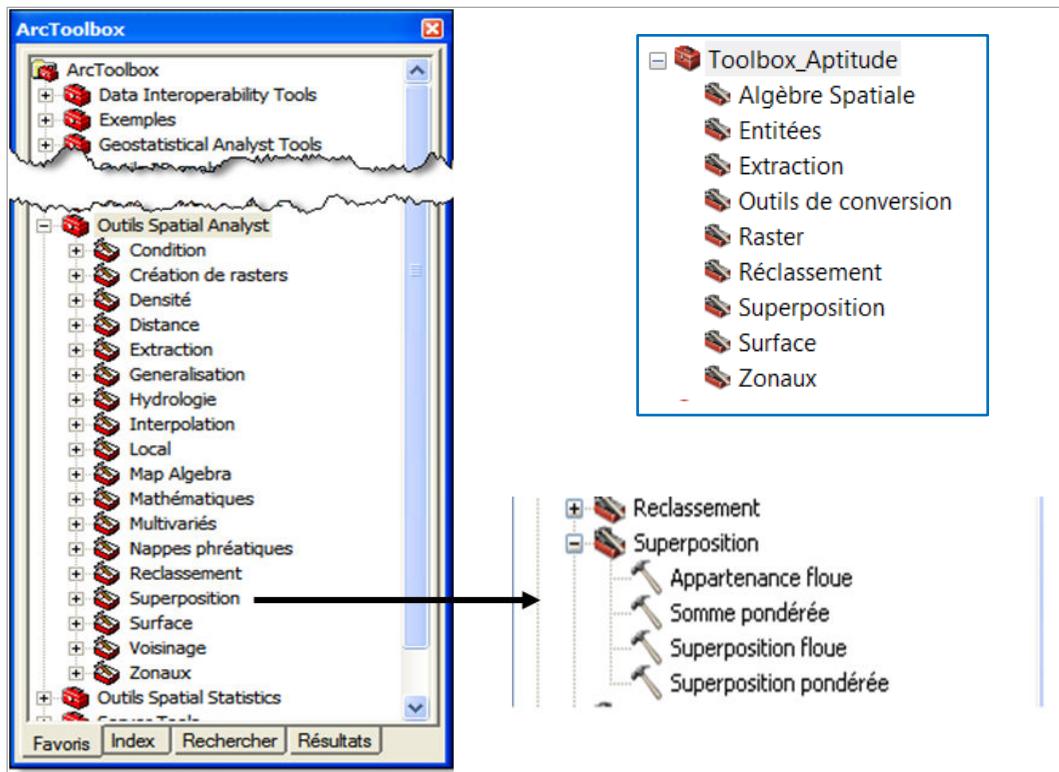 ArcToolbox
ArcToolbox
Data Interoperability Tools
Exemples
Geostatistical Analyst Tools
Outils Spatial Analyst
Condition
Création de rasters
Densité
Distance
Extraction
Generalisation
Hydrologie
Interpolation
Local
Map Algebra
Mathématiques
Multivariés
Nappes phréatiques
Reclassement
Superposition
Surface
Voisinage
Zonaux
Outils Spatial Statistics
Favoris Index Rechercher Résultats
Toolbox_Aptitude
Algèbre Spatiale
Entitées
Extraction
Outils de conversion
Raster
Réclassement
Superposition
Surface
Zonaux
Reclassement
Superposition
Appartenance floue
Somme pondérée
Superposition floue
Superposition pondérée